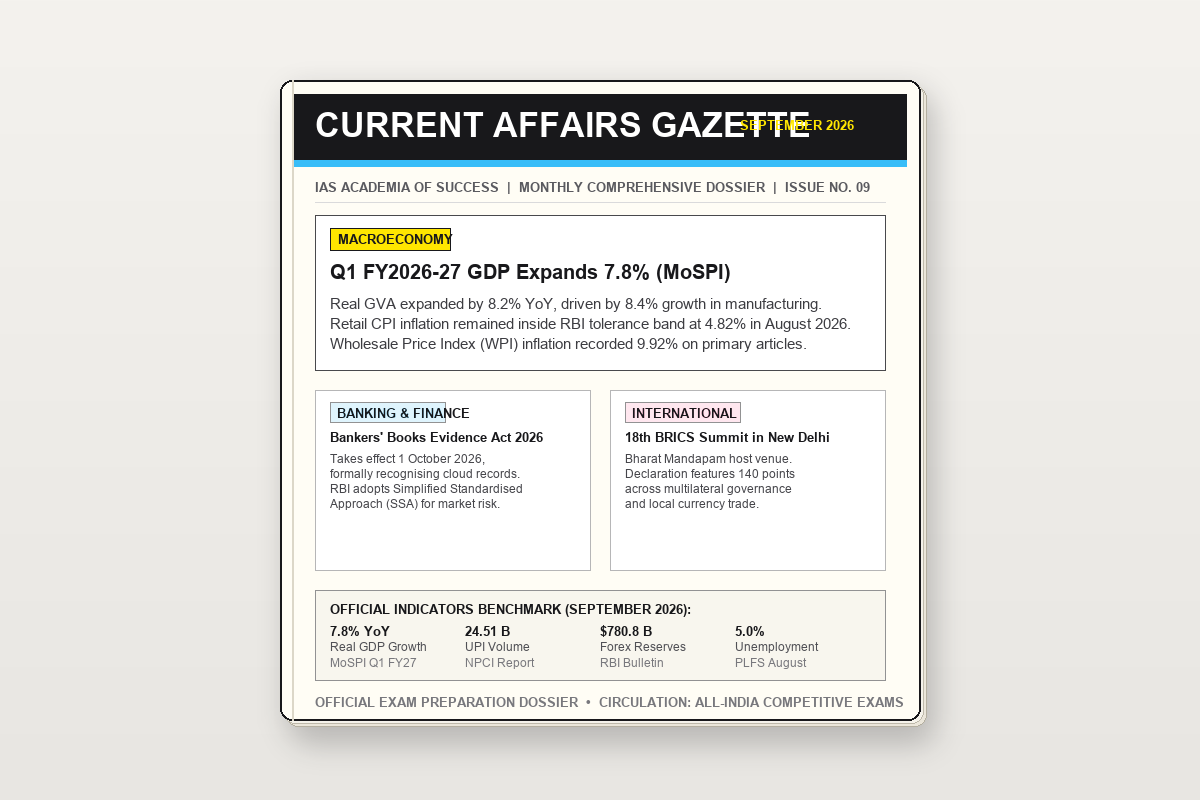 CURRENT AFFAIRS GAZETTE
SEPTEMBER 2026
IAS ACADEMIA OF SUCCESS | MONTHLY COMPREHENSIVE DOSSIER | ISSUE NO. 09
MACROECONOMY
Q1 FY2026-27 GDP Expands 7.8% (MoSPI)
Real GVA expanded by 8.2% YoY, driven by 8.4% growth in manufacturing.
Retail CPI inflation remained inside RBI tolerance band at 4.82% in August 2026.
Wholesale Price Index (WPI) inflation recorded 9.92% on primary articles.
BANKING & FINANCE
Bankers' Books Evidence Act 2026
Takes effect 1 October 2026,
formally recognising cloud records.
RBI adopts Simplified Standardised
Approach (SSA) for market risk.
INTERNATIONAL
18th BRICS Summit in New Delhi
Bharat Mandapam host venue.
Declaration features 140 points
across multilateral governance
and local currency trade.
OFFICIAL INDICATORS BENCHMARK (SEPTEMBER 2026):
7.8% YoY 24.51 B $780.8 B 5.0%
Real GDP Growth UPI Volume Forex Reserves Unemployment
MoSPI Q1 FY27 NPCI Report RBI Bulletin PLFS August
OFFICIAL EXAM PREPARATION DOSSIER • CIRCULATION: ALL-INDIA COMPETITIVE EXAMS